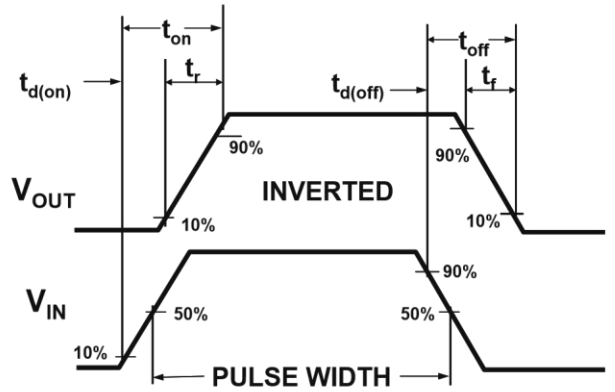 t_on
t_off
t_d(on)
t_r
t_d(off)
t_f
90%
90%
V_OUT
INVERTED
10%
10%
90%
V_IN
50%
50%
10%
PULSE WIDTH